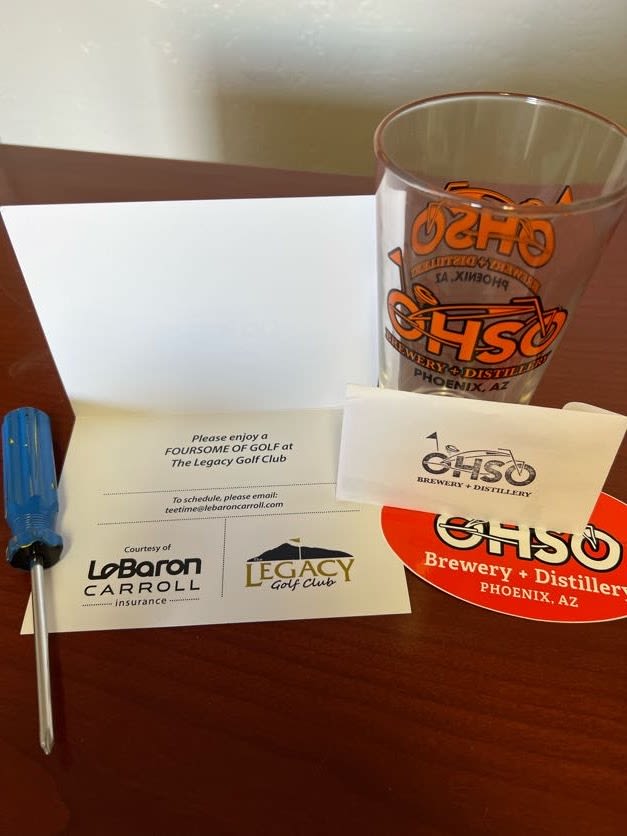 OHSO
BREWERY + DISTILLERY
PHOENIX, AZ
OHSO
BREWERY + DISTILLERY
PHOENIX, AZ
Please enjoy a
FOURSOME OF GOLF at
The Legacy Golf Club
To schedule, please email:
teetime@lebaroncarroll.com
Courtesy of
LeBaron
CARROLL
insurance
The
LEGACY
Golf Club
OHSO
BREWERY + DISTILLERY
OHSO
Brewery + Distillery
PHOENIX, AZ